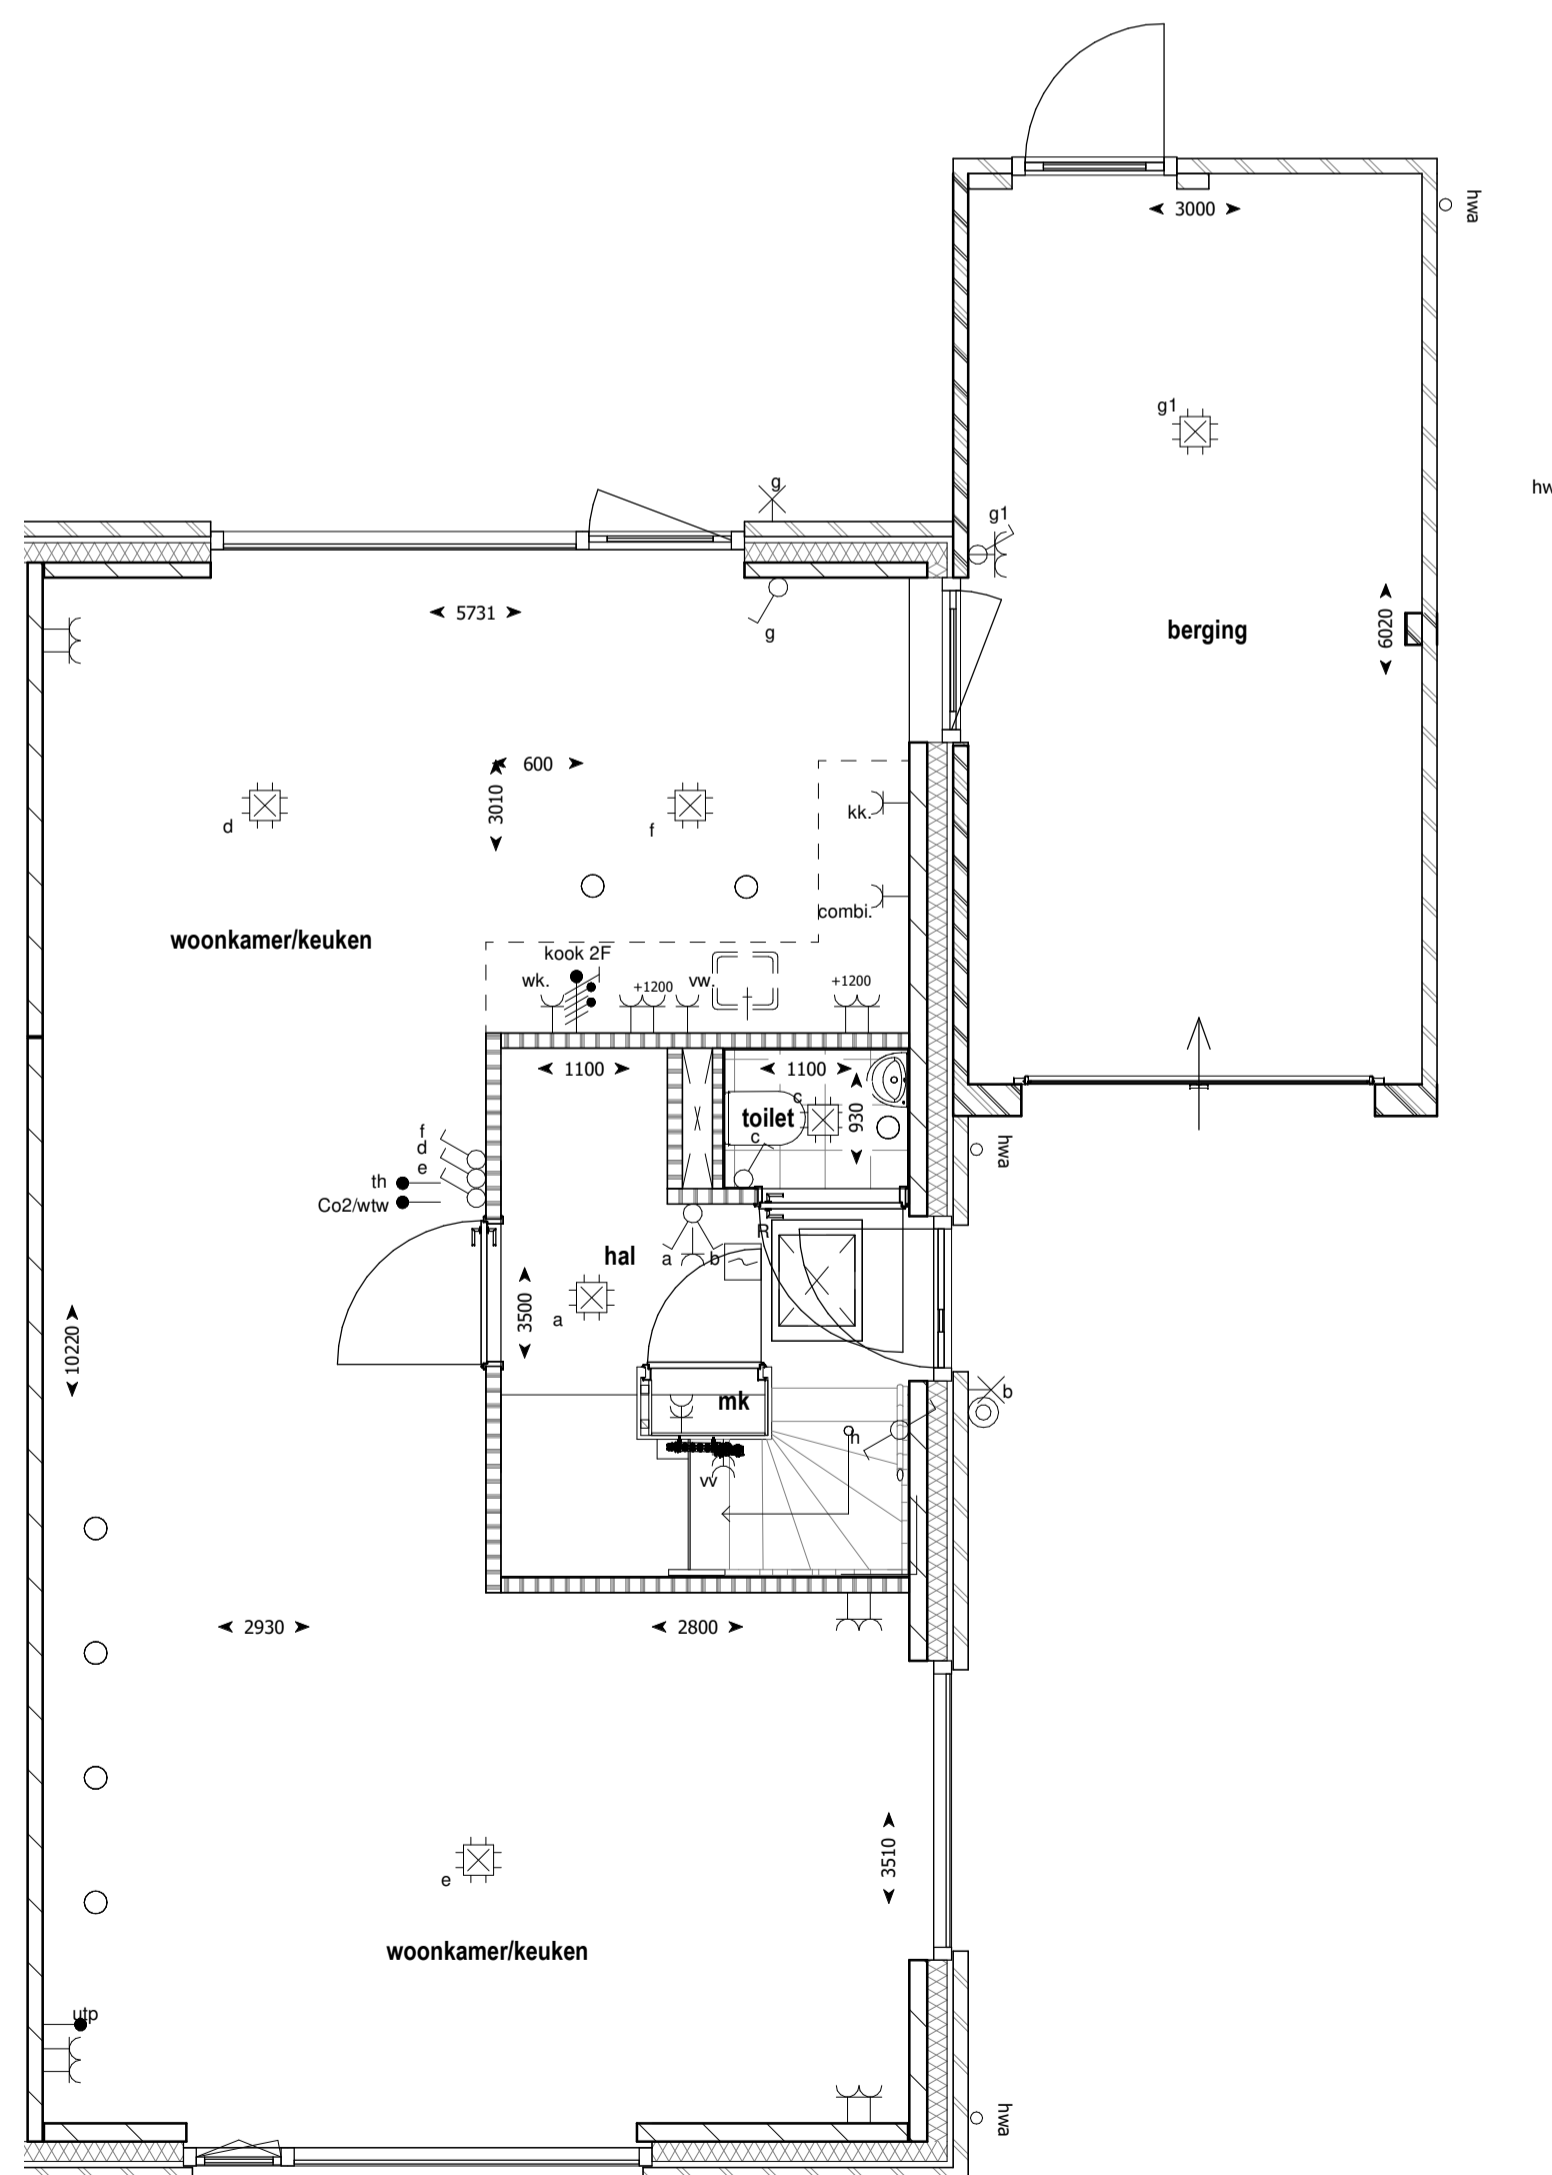 hwa
3000
g1
g
hw
g1
5731
g
berging
6020
600
3010
d
f
kk.
combi.
woonkamer/keuken
kook 2F
wk.
+1200
vw.
+1200
1100
1100
c
toilet
930
c
f
d
e
th
Co2/wtw
hwa
R
hal
a
b
a
3500
10220
mk
b
h
vv
2930
2800
3510
e
woonkamer/keuken
utp
hwa